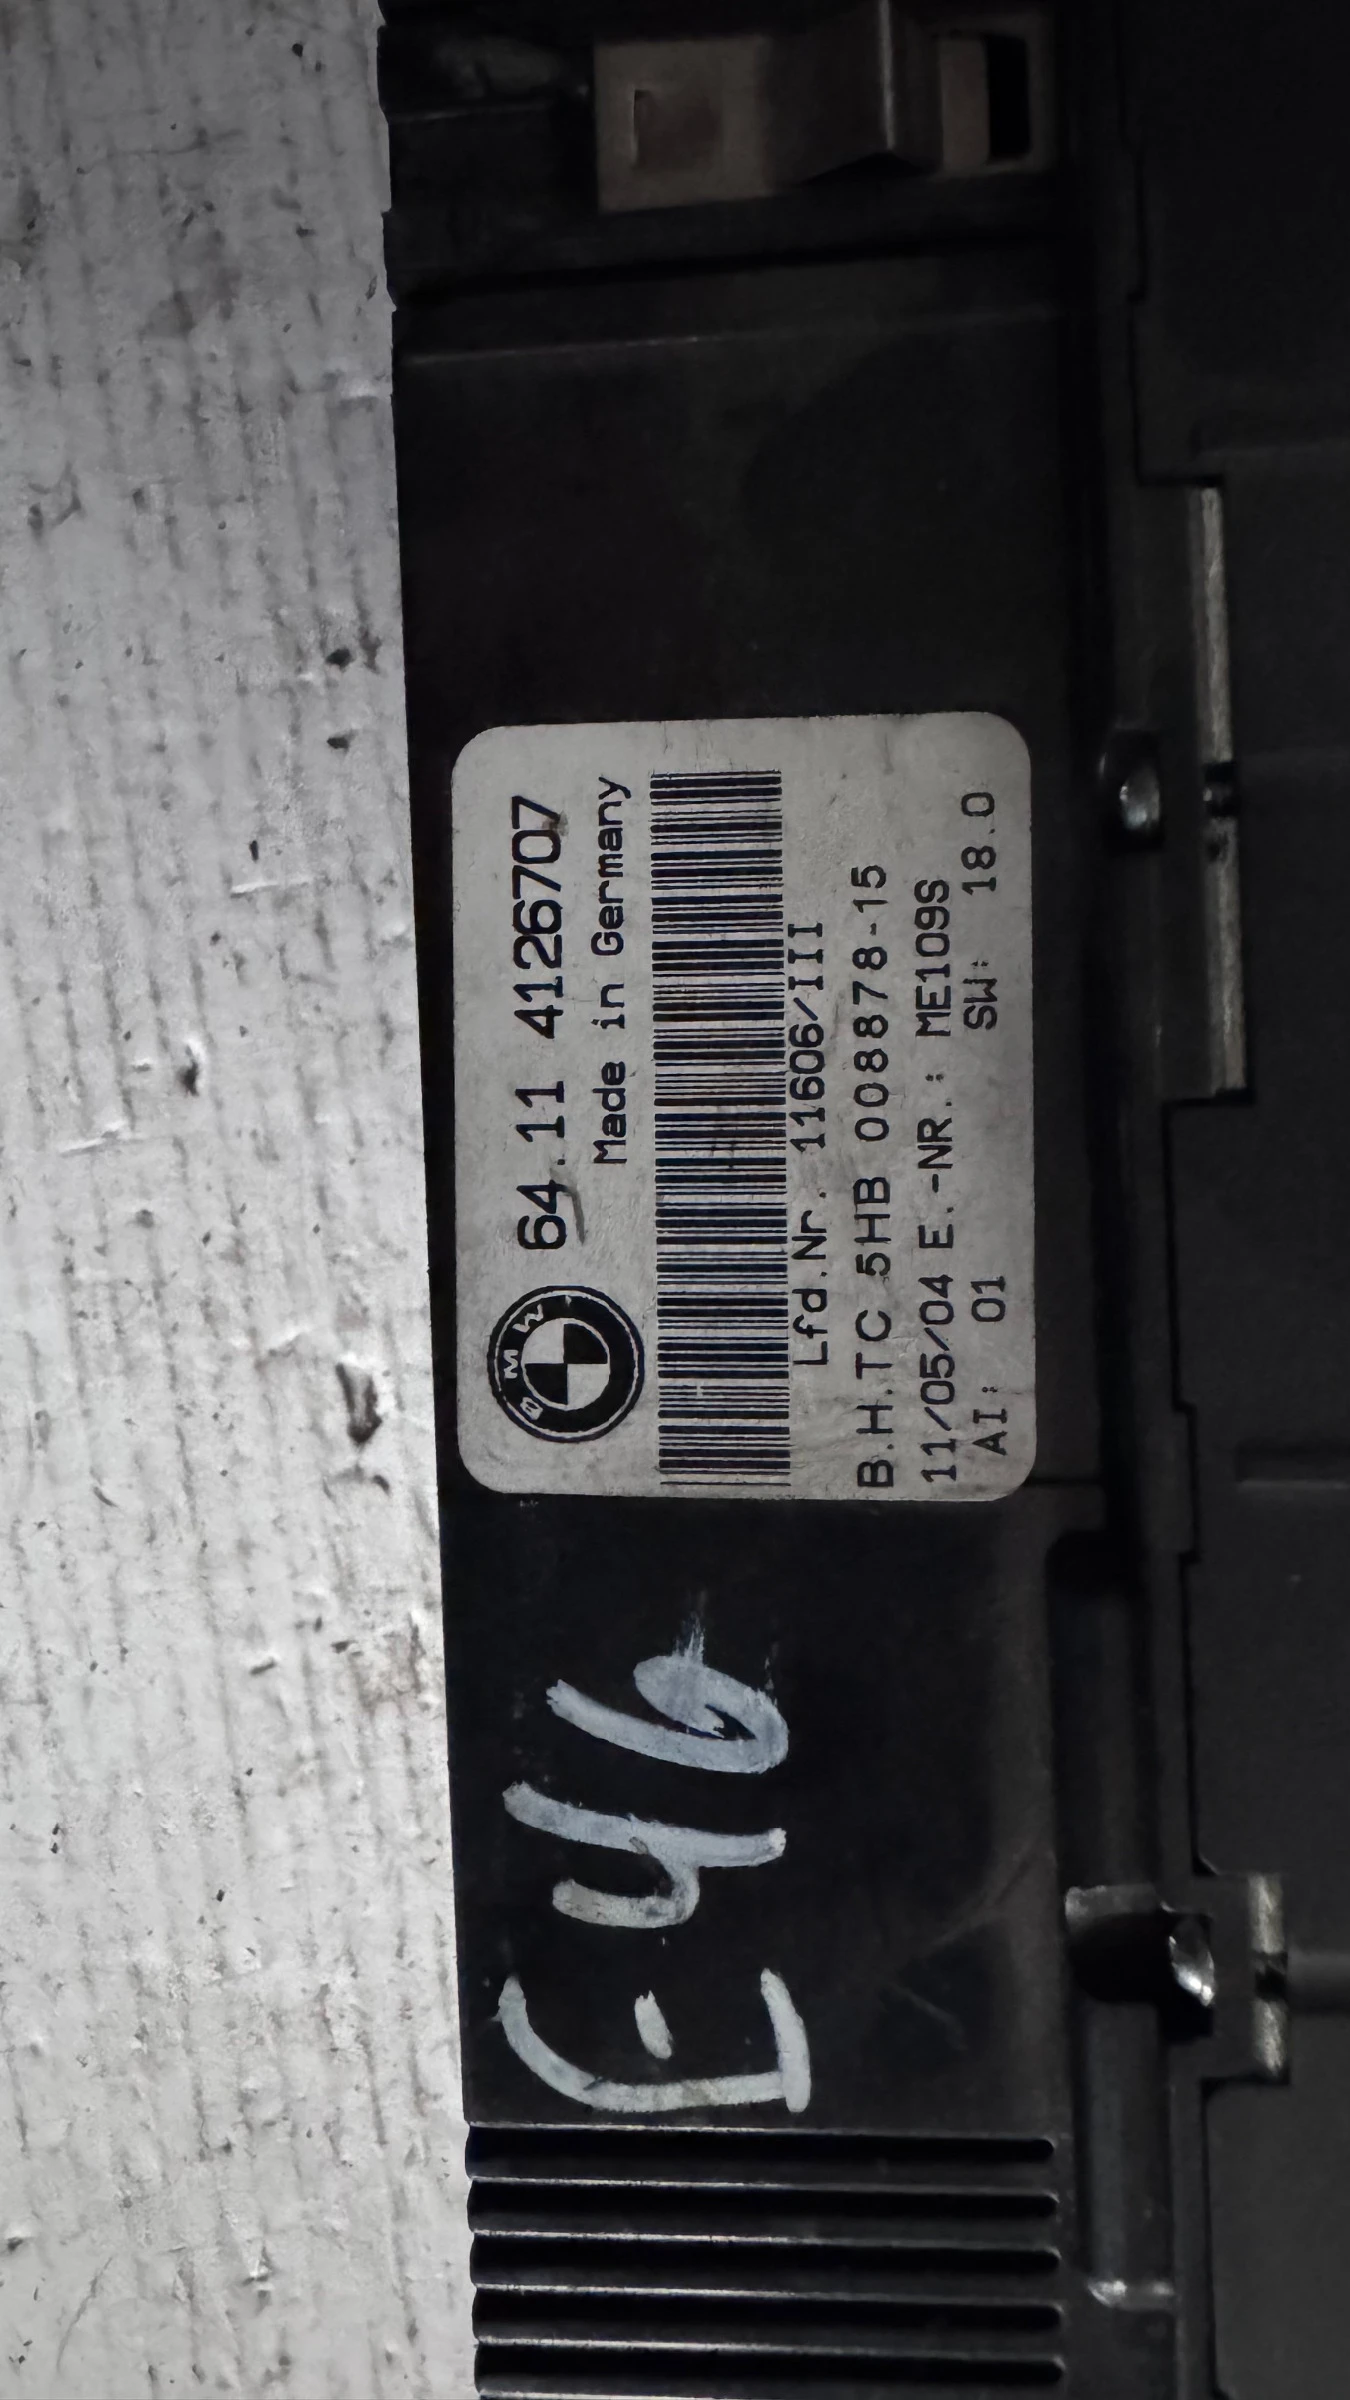 BMW
64.11 4126707
Made in Germany
Lfd.Nr. 11606/III
B.H.TC 5HB 008878-15
11/05/04 E.-NR.: ME109S
AI: 01 SW: 18.0
E46